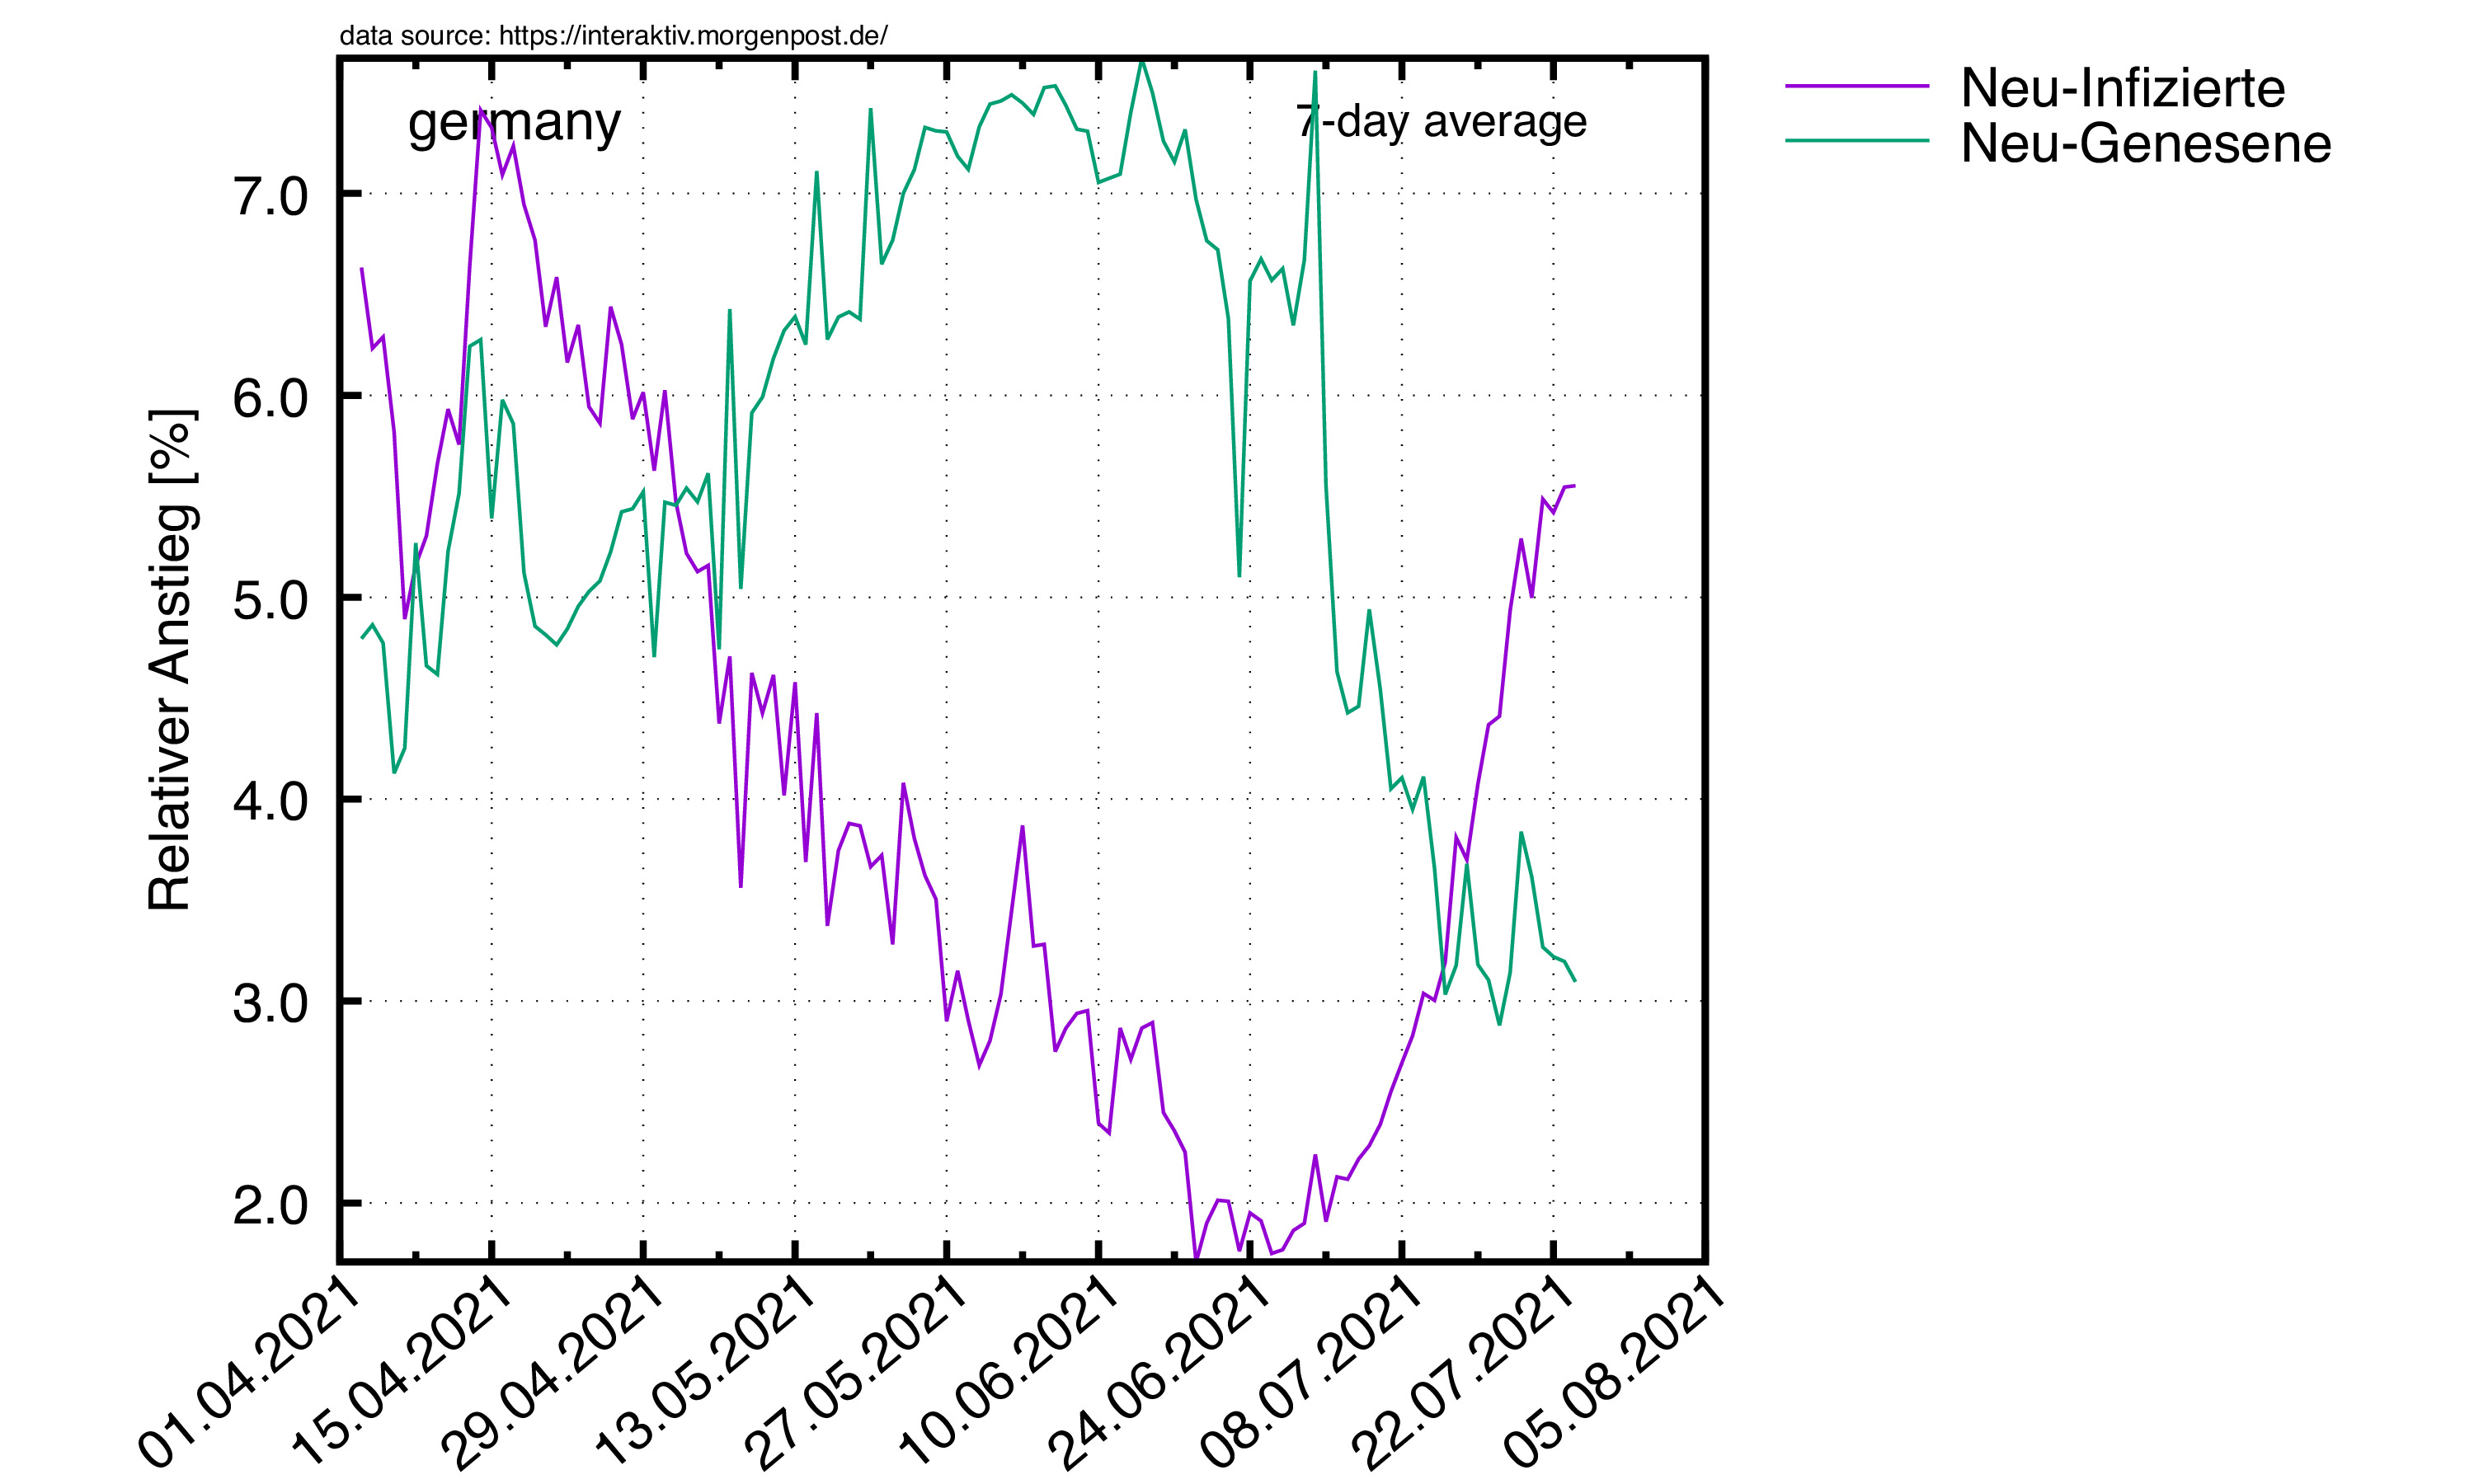 data source: https://interaktiv.morgenpost.de/
germany
7-day average
Neu-Infizierte
Neu-Genesene
Relativer Anstieg [%]
7.0
6.0
5.0
4.0
3.0
2.0
01.04.2021
15.04.2021
29.04.2021
13.05.2021
27.05.2021
10.06.2021
24.06.2021
08.07.2021
22.07.2021
05.08.2021